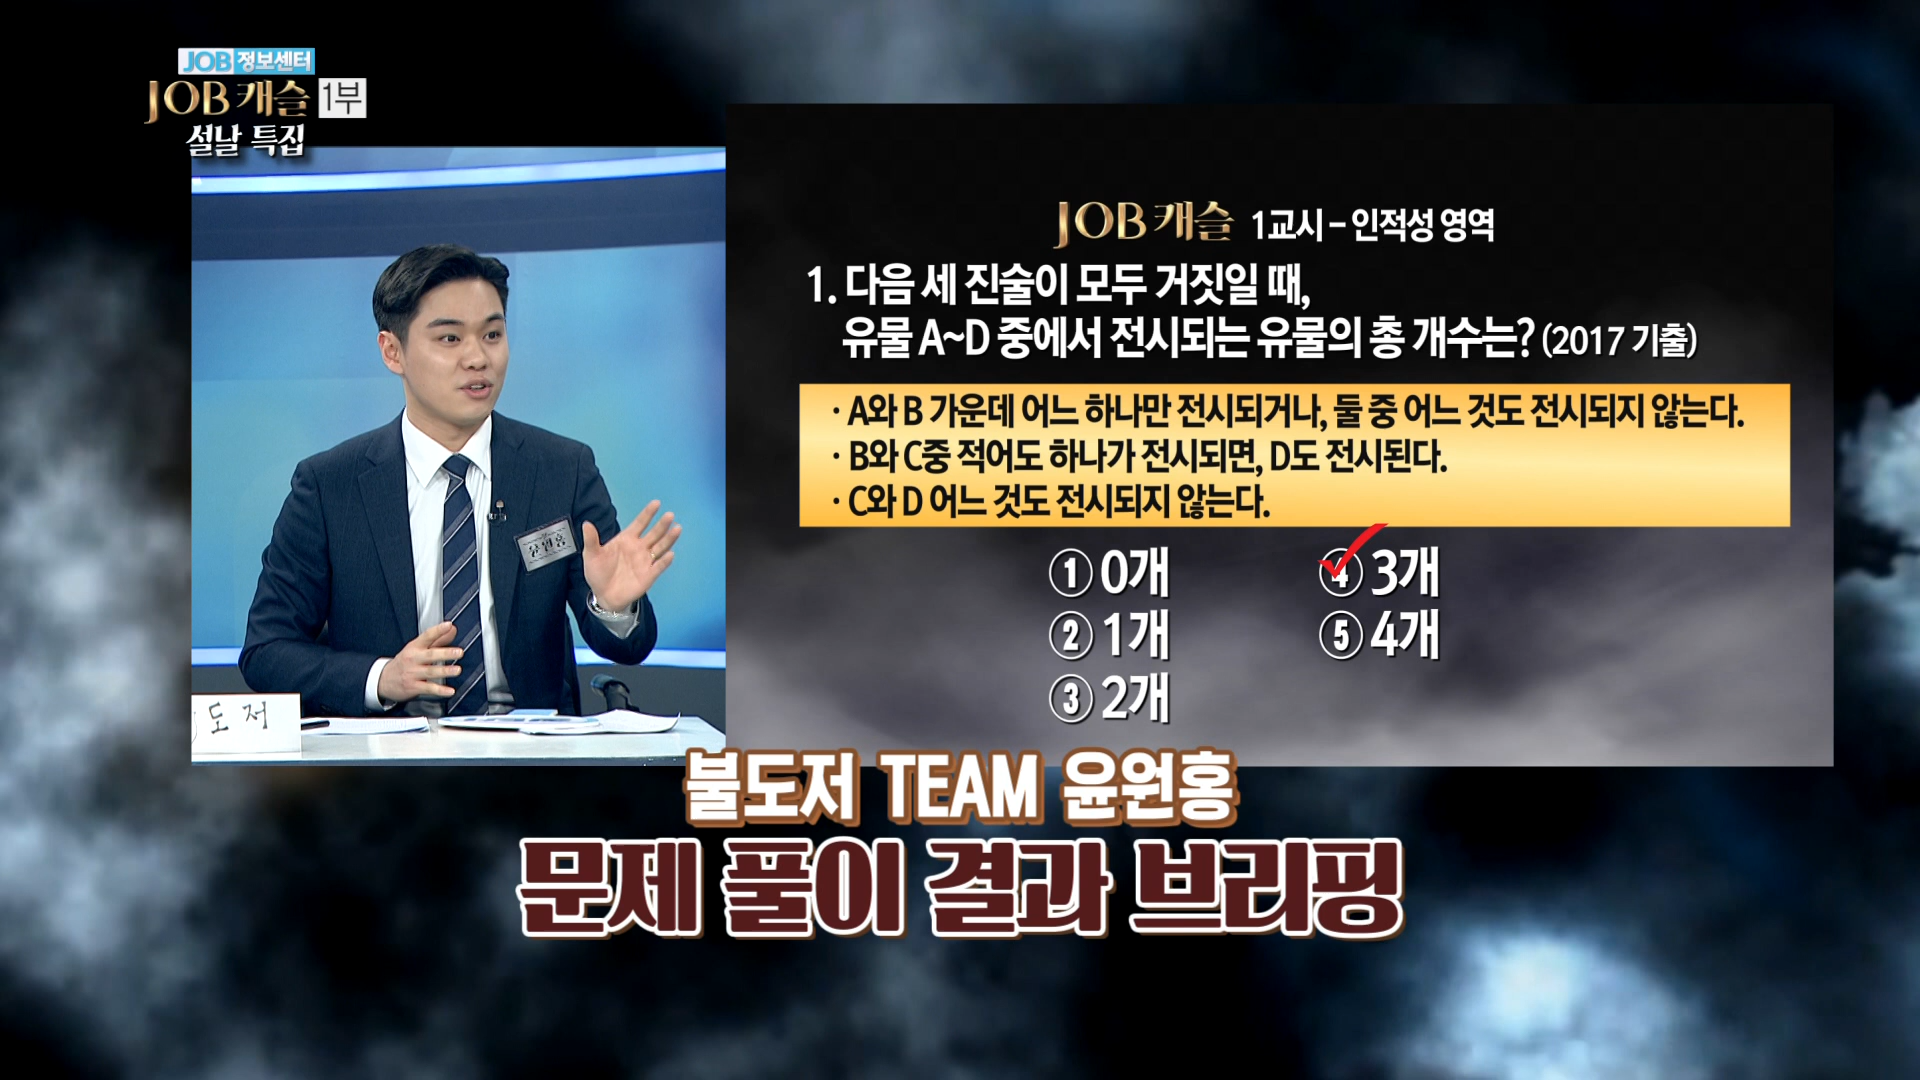 JOB 정보센터
JOB 캐슬 1부
설날 특집
JOB 캐슬 1교시 – 인적성 영역
1. 다음 세 진술이 모두 거짓일 때,
유물 A~D 중에서 전시되는 유물의 총 개수는? (2017 기출)
· A와 B 가운데 어느 하나만 전시되거나, 둘 중 어느 것도 전시되지 않는다.
· B와 C중 적어도 하나가 전시되면, D도 전시된다.
· C와 D 어느 것도 전시되지 않는다.
① 0개
② 1개
③ 2개
④ 3개
⑤ 4개
윤원홍
도저
불도저 TEAM 윤원홍
문제 풀이 결과 브리핑